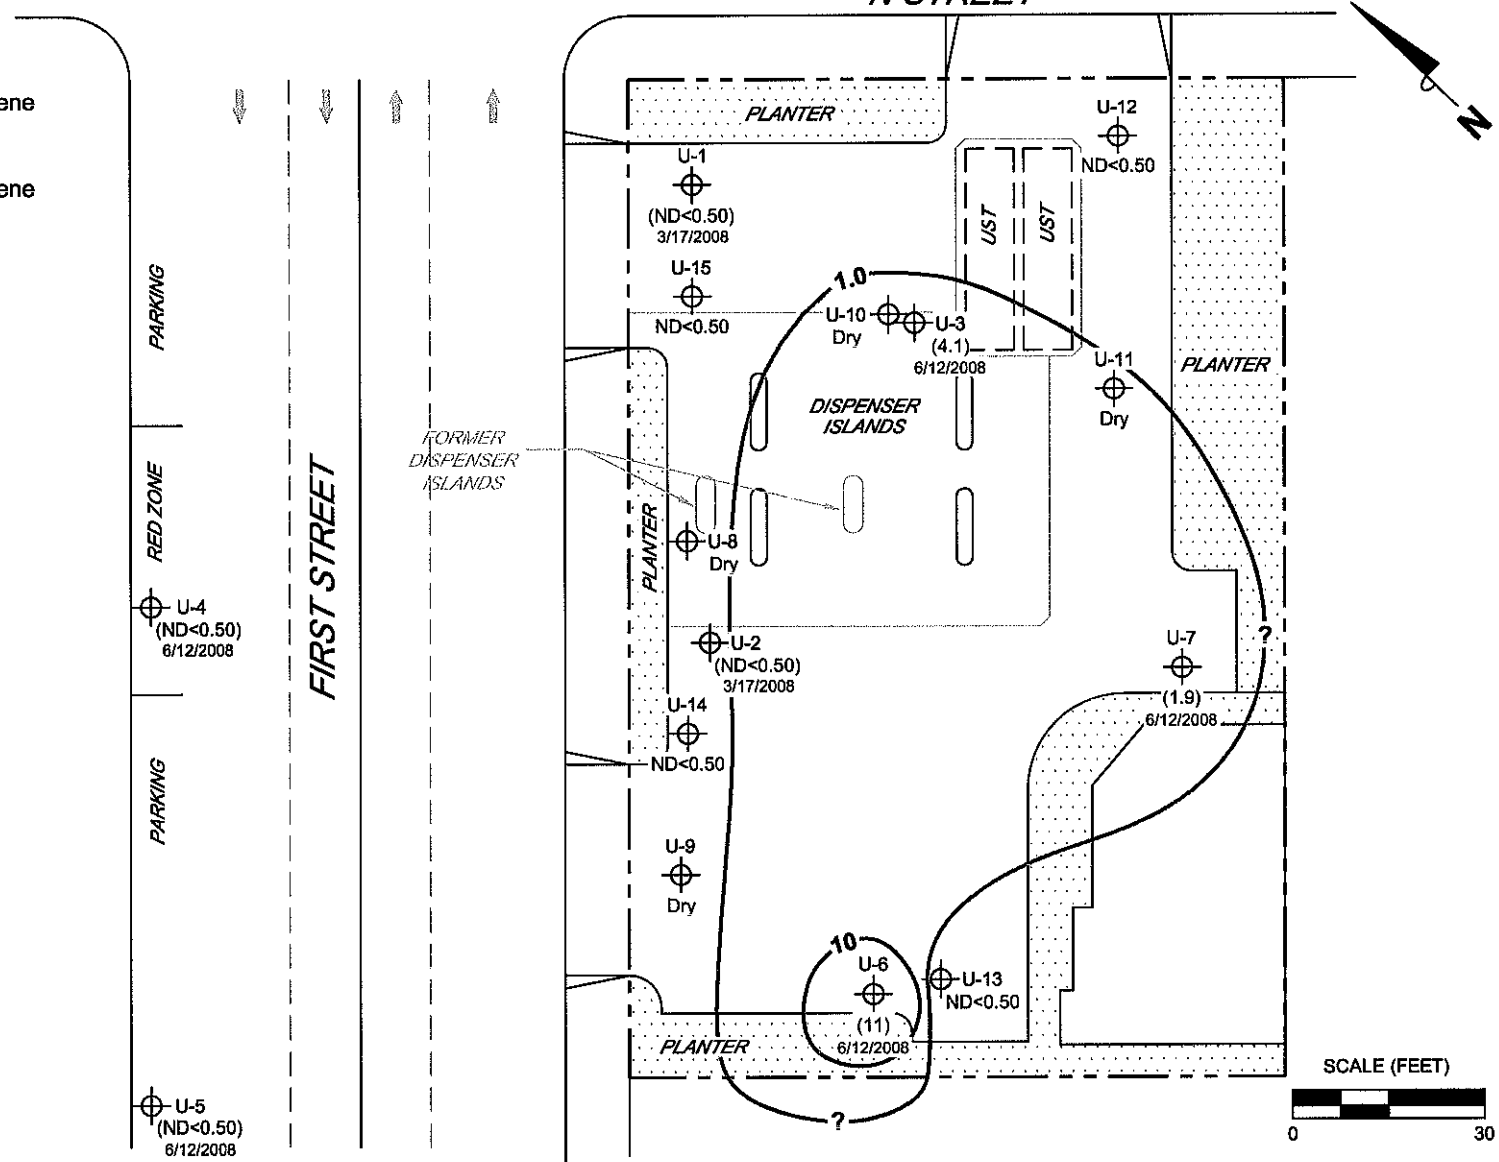 N STREET
ene
ene
N
PLANTER
U-12
ND<0.50
U-1
(ND<0.50)
3/17/2008
UST
UST
U-15
ND<0.50
1.0
U-10
Dry
U-3
(4.1)
6/12/2008
U-11
Dry
PLANTER
PARKING
DISPENSER
ISLANDS
FORMER
DISPENSER
ISLANDS
RED ZONE
FIRST STREET
PLANTER
U-8
Dry
U-4
(ND<0.50)
6/12/2008
U-2
(ND<0.50)
3/17/2008
?
U-7
(1.9)
6/12/2008
U-14
ND<0.50
PARKING
U-9
Dry
10
U-6
(11)
6/12/2008
U-13
ND<0.50
PLANTER
?
U-5
(ND<0.50)
6/12/2008
SCALE (FEET)
0 30